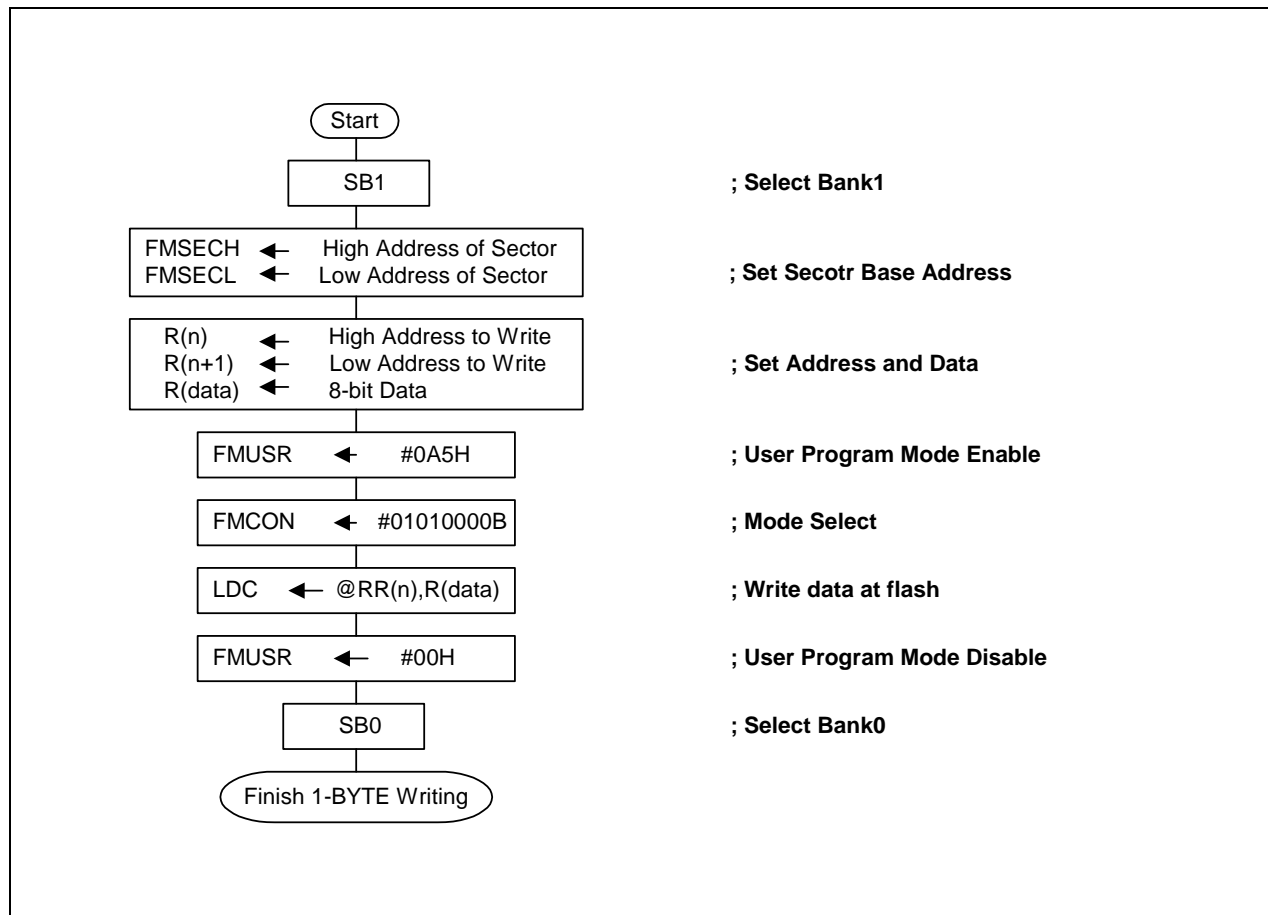 Start
SB1 ; Select Bank1
FMSECH ← High Address of Sector
FMSECL ← Low Address of Sector
; Set Secotr Base Address
R(n) ← High Address to Write
R(n+1) ← Low Address to Write
; Set Address and Data
R(data) ← 8-bit Data
FMUSR ← #0A5H ; User Program Mode Enable
FMCON ← #01010000B ; Mode Select
LDC ← @RR(n),R(data) ; Write data at flash
FMUSR ← #00H ; User Program Mode Disable
SB0 ; Select Bank0
Finish 1-BYTE Writing